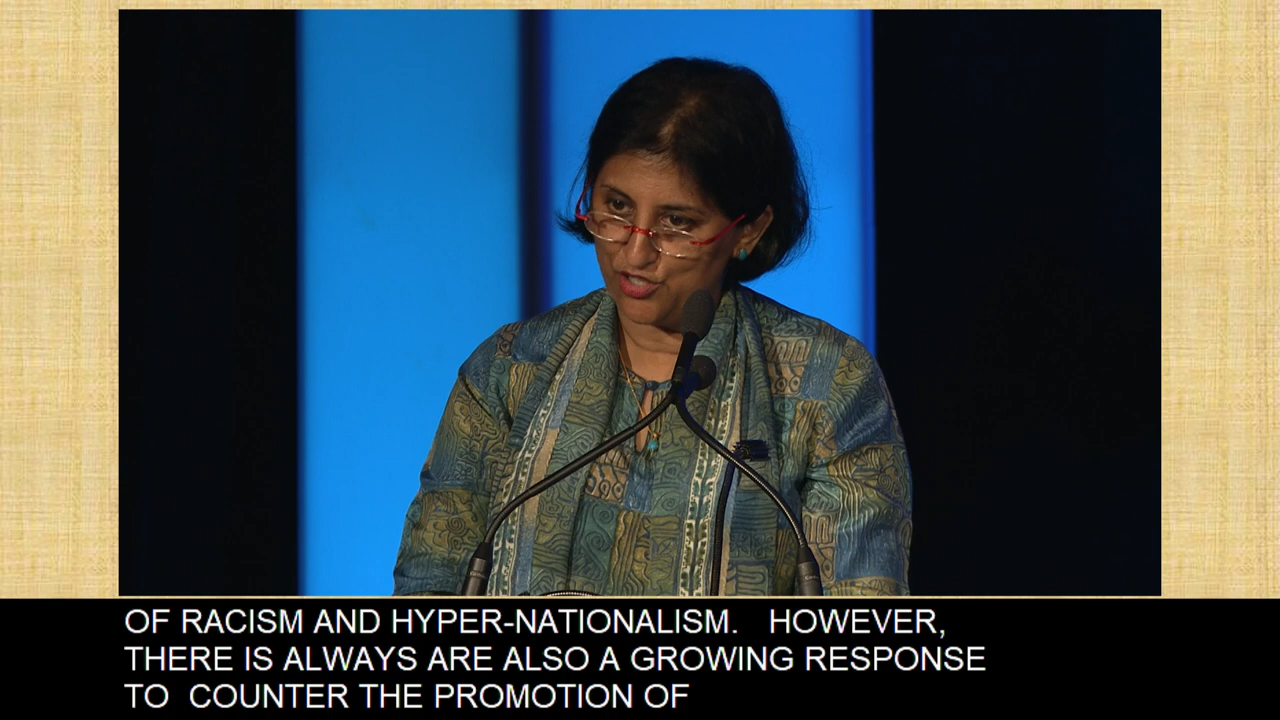 OF RACISM AND HYPER-NATIONALISM.   HOWEVER,
THERE IS ALWAYS ARE ALSO A GROWING RESPONSE
TO  COUNTER THE PROMOTION OF